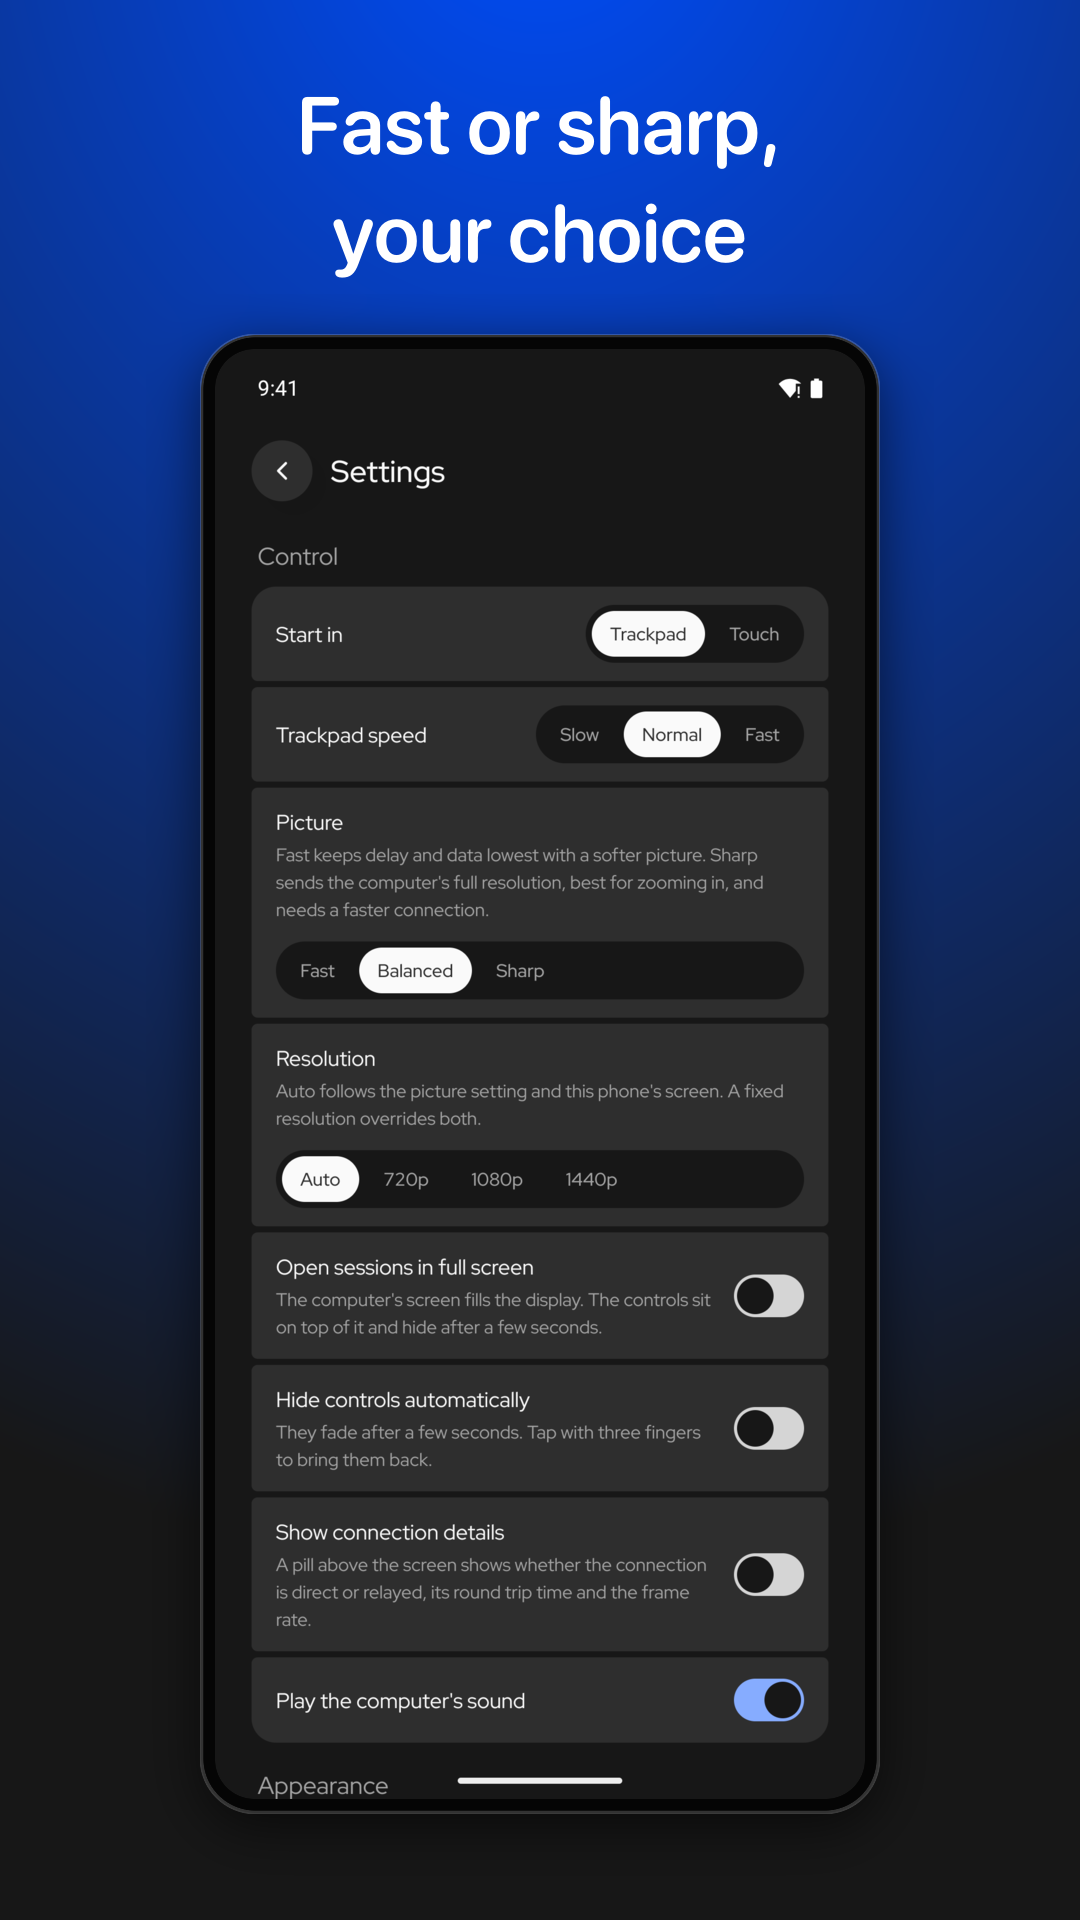 Fast or sharp,
your choice
9:41
Settings
Control
Start in
Trackpad Touch
Trackpad speed
Slow Normal Fast
Picture
Fast keeps delay and data lowest with a softer picture. Sharp
sends the computer's full resolution, best for zooming in, and
needs a faster connection.
Fast Balanced Sharp
Resolution
Auto follows the picture setting and this phone's screen. A fixed
resolution overrides both.
Auto 720p 1080p 1440p
Open sessions in full screen
The computer's screen fills the display. The controls sit
on top of it and hide after a few seconds.
Hide controls automatically
They fade after a few seconds. Tap with three fingers
to bring them back.
Show connection details
A pill above the screen shows whether the connection
is direct or relayed, its round trip time and the frame
rate.
Play the computer's sound
Appearance